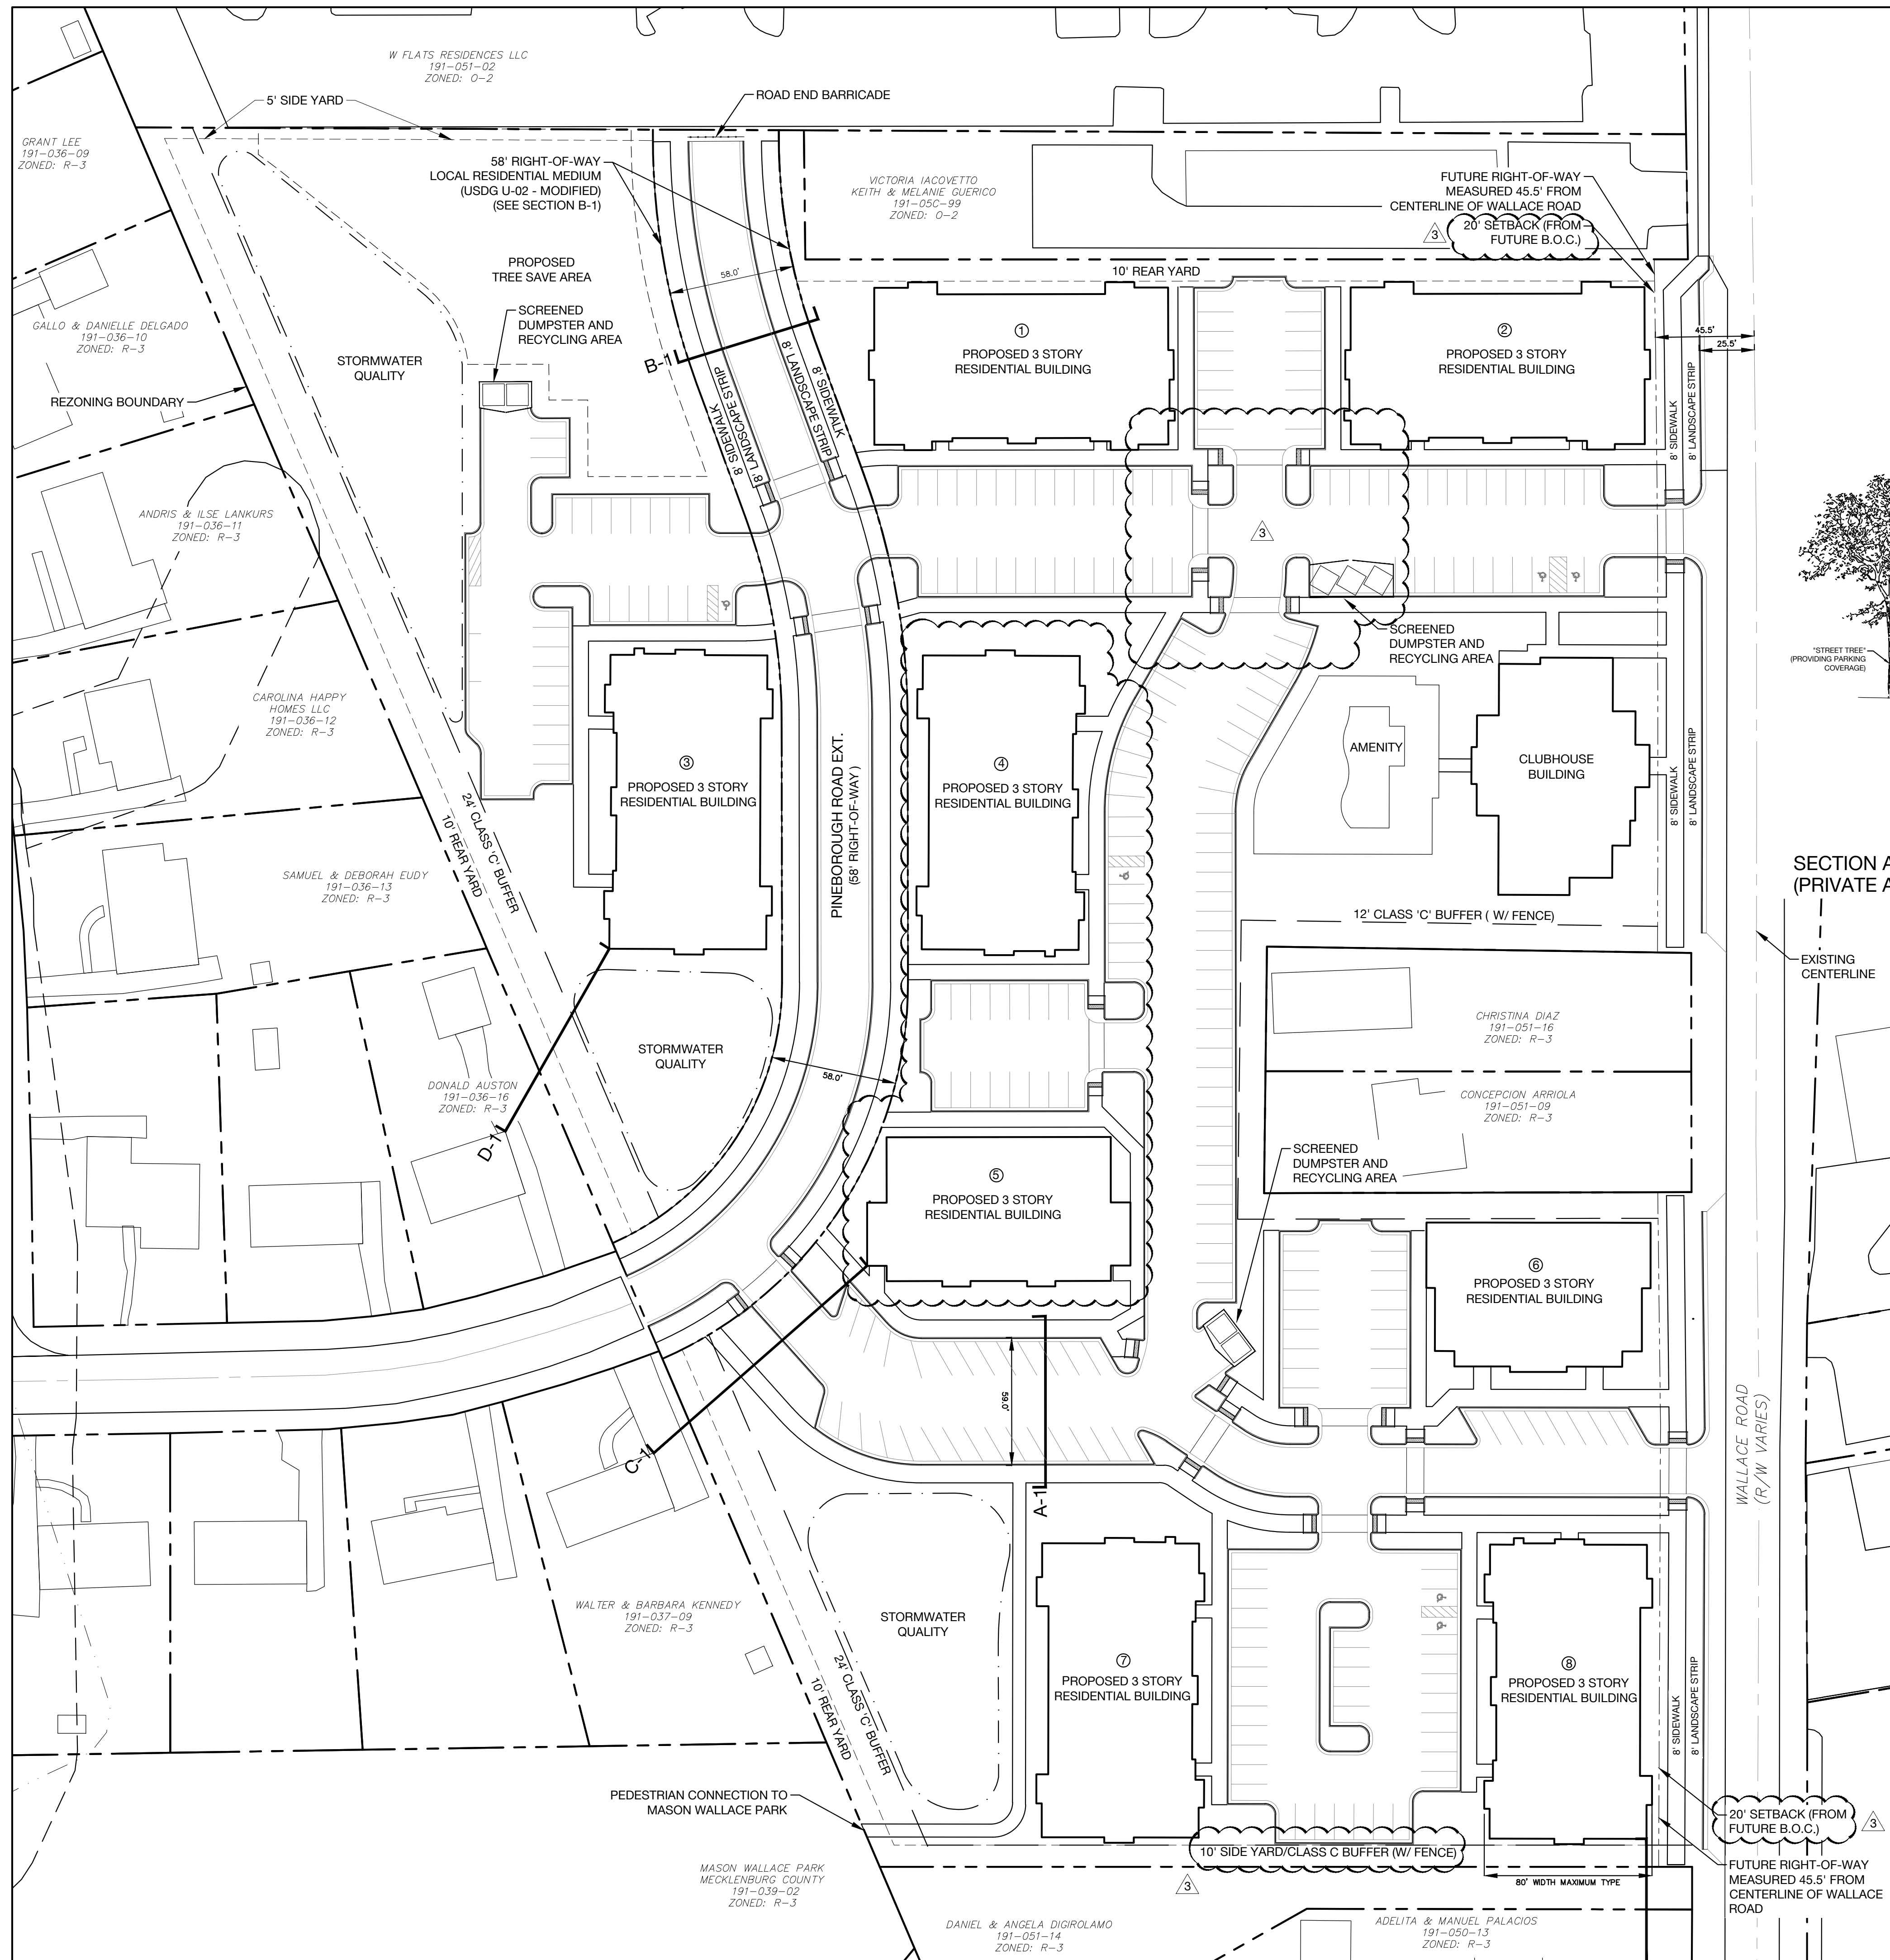 W FLATS RESIDENCES LLC
191-051-02
ZONED: O-2
5' SIDE YARD
ROAD END BARRICADE
GRANT LEE
191-036-09
ZONED: R-3
58' RIGHT-OF-WAY
LOCAL RESIDENTIAL MEDIUM
(USDG U-02 - MODIFIED)
(SEE SECTION B-1)
VICTORIA IACOVETTO
KEITH & MELANIE GUERICO
191-05C-99
ZONED: O-2
FUTURE RIGHT-OF-WAY
MEASURED 45.5' FROM
CENTERLINE OF WALLACE ROAD
20' SETBACK (FROM
FUTURE B.O.C.)
3
PROPOSED
TREE SAVE AREA
58.0'
10' REAR YARD
SCREENED
DUMPSTER AND
RECYCLING AREA
GALLO & DANIELLE DELGADO
191-036-10
ZONED: R-3
STORMWATER
QUALITY
REZONING BOUNDARY
B-1
8' SIDEWALK
8' LANDSCAPE STRIP
8' LANDSCAPE STRIP
8' SIDEWALK
1
PROPOSED 3 STORY
RESIDENTIAL BUILDING
2
PROPOSED 3 STORY
RESIDENTIAL BUILDING
45.5'
25.5'
8' SIDEWALK
8' LANDSCAPE STRIP
ANDRIS & ILSE LANKURS
191-036-11
ZONED: R-3
3
SCREENED
DUMPSTER AND
RECYCLING AREA
"STREET TREE"
(PROVIDING PARKING
COVERAGE)
CAROLINA HAPPY
HOMES LLC
191-036-12
ZONED: R-3
24' CLASS 'C' BUFFER
10' REAR YARD
3
PROPOSED 3 STORY
RESIDENTIAL BUILDING
PINEBOROUGH ROAD EXT.
(58' RIGHT-OF-WAY )
4
PROPOSED 3 STORY
RESIDENTIAL BUILDING
AMENITY
CLUBHOUSE
BUILDING
8' SIDEWALK
8' LANDSCAPE STRIP
SAMUEL & DEBORAH EUDY
191-036-13
ZONED: R-3
SECTION A
(PRIVATE A
12' CLASS 'C' BUFFER ( W/ FENCE)
EXISTING
CENTERLINE
CHRISTINA DIAZ
191-051-16
ZONED: R-3
STORMWATER
QUALITY
58.0'
DONALD AUSTON
191-036-16
ZONED: R-3
D-1
CONCEPCION ARRIOLA
191-051-09
ZONED: R-3
SCREENED
DUMPSTER AND
RECYCLING AREA
5
PROPOSED 3 STORY
RESIDENTIAL BUILDING
6
PROPOSED 3 STORY
RESIDENTIAL BUILDING
59.0'
C-1
A-1
WALLACE ROAD
(R/W VARIES)
WALTER & BARBARA KENNEDY
191-037-09
ZONED: R-3
STORMWATER
QUALITY
24' CLASS 'C' BUFFER
10' REAR YARD
7
PROPOSED 3 STORY
RESIDENTIAL BUILDING
8
PROPOSED 3 STORY
RESIDENTIAL BUILDING
8' SIDEWALK
8' LANDSCAPE STRIP
PEDESTRIAN CONNECTION TO
MASON WALLACE PARK
20' SETBACK (FROM
FUTURE B.O.C.)
3
10' SIDE YARD/CLASS C BUFFER (W/ FENCE)
3
80' WIDTH MAXIMUM TYPE
FUTURE RIGHT-OF-WAY
MEASURED 45.5' FROM
CENTERLINE OF WALLACE
ROAD
MASON WALLACE PARK
MECKLENBURG COUNTY
191-039-02
ZONED: R-3
DANIEL & ANGELA DIGIROLAMO
191-051-14
ZONED: R-3
ADELITA & MANUEL PALACIOS
191-050-13
ZONED: R-3